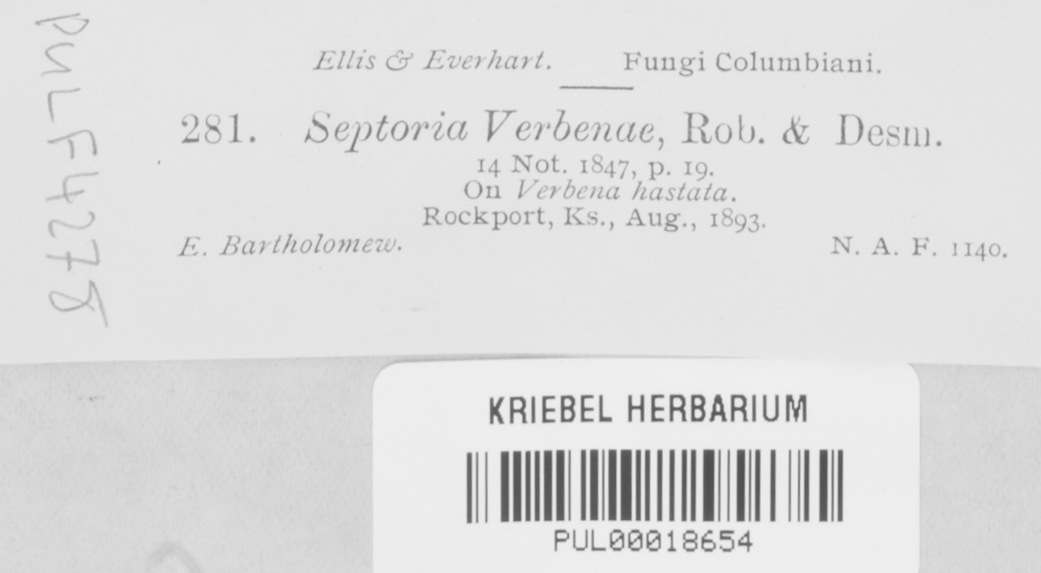 PULF4278
Ellis & Everhart. Fungi Columbiani.
281. Septoria Verbenae, Rob. & Desm.
14 Not. 1847, p. 19.
On Verbena hastata.
Rockport, Ks., Aug., 1893.
E. Bartholomew. N. A. F. 1140.
KRIEBEL HERBARIUM
PUL00018654